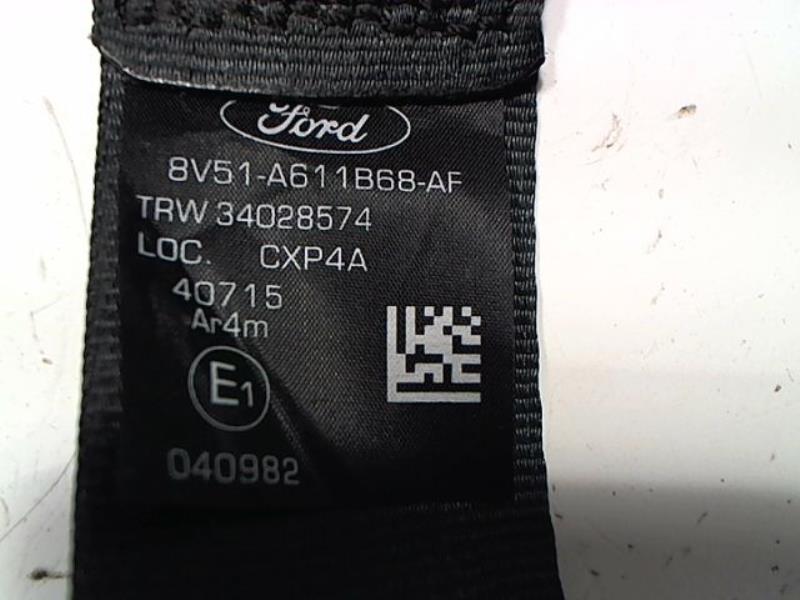 Ford
8V51-A611B68-AF
TRW 34028574
LOC. CXP4A
40715
Ar4m
E1
040982